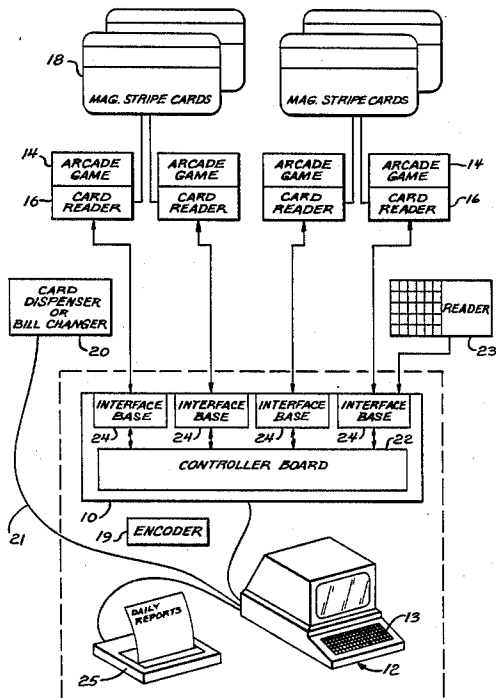 18
MAG. STRIPE CARDS
MAG. STRIPE CARDS
14
ARCADE
GAME
ARCADE
GAME
ARCADE
GAME
ARCADE
GAME
14
16
CARD
READER
CARD
READER
CARD
READER
CARD
READER
16
CARD
DISPENSER
OR
BILL CHANGER
20
READER
23
INTERFACE
BASE
INTERFACE
BASE
INTERFACE
BASE
INTERFACE
BASE
24
24
24
24
22
CONTROLLER BOARD
10
19
ENCODER
21
DAILY
REPORTS
13
25
12